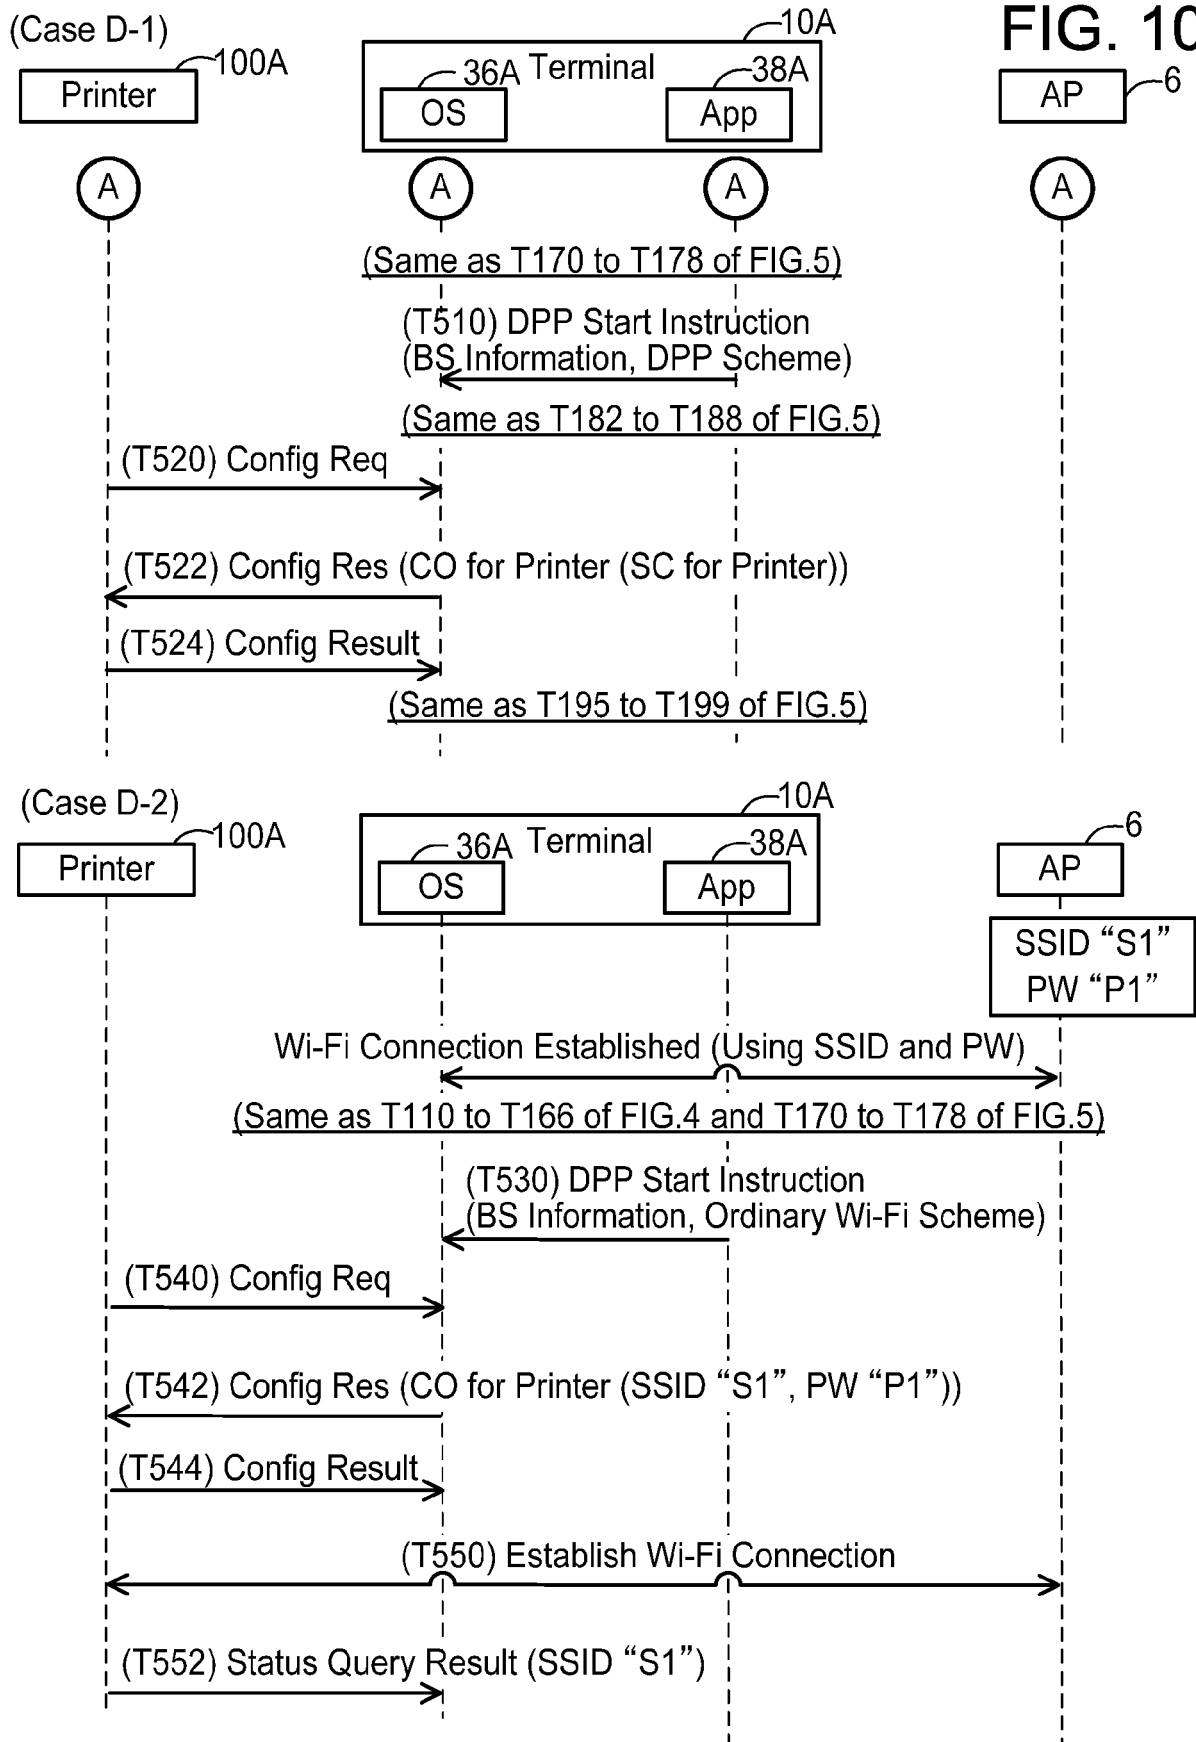 (Case D-1)
FIG. 10
10A
100A
Printer
Terminal
36A
OS
38A
App
AP
6
A
A
A
A
(Same as T170 to T178 of FIG.5)
(T510) DPP Start Instruction
(BS Information, DPP Scheme)
(Same as T182 to T188 of FIG.5)
(T520) Config Req
(T522) Config Res (CO for Printer (SC for Printer))
(T524) Config Result
(Same as T195 to T199 of FIG.5)
(Case D-2)
10A
100A
Printer
Terminal
36A
OS
38A
App
6
AP
SSID “S1”
PW “P1”
Wi-Fi Connection Established (Using SSID and PW)
(Same as T110 to T166 of FIG.4 and T170 to T178 of FIG.5)
(T530) DPP Start Instruction
(BS Information, Ordinary Wi-Fi Scheme)
(T540) Config Req
(T542) Config Res (CO for Printer (SSID “S1”, PW “P1”))
(T544) Config Result
(T550) Establish Wi-Fi Connection
(T552) Status Query Result (SSID “S1”)